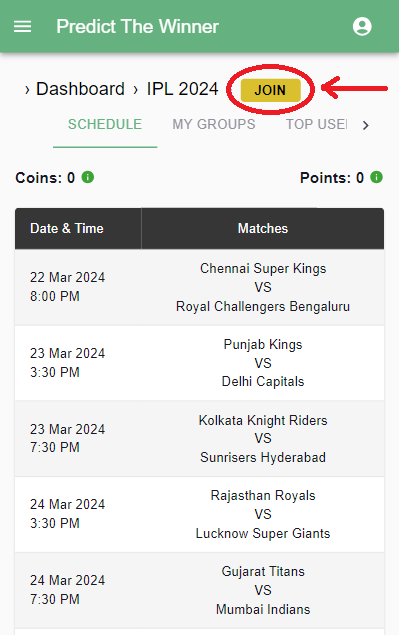 Predict The Winner
› Dashboard › IPL 2024 JOIN
SCHEDULE MY GROUPS TOP USE
Coins: 0 Points: 0
Date & Time Matches
22 Mar 2024
8:00 PM
Chennai Super Kings
VS
Royal Challengers Bengaluru
23 Mar 2024
3:30 PM
Punjab Kings
VS
Delhi Capitals
23 Mar 2024
7:30 PM
Kolkata Knight Riders
VS
Sunrisers Hyderabad
24 Mar 2024
3:30 PM
Rajasthan Royals
VS
Lucknow Super Giants
24 Mar 2024
7:30 PM
Gujarat Titans
VS
Mumbai Indians